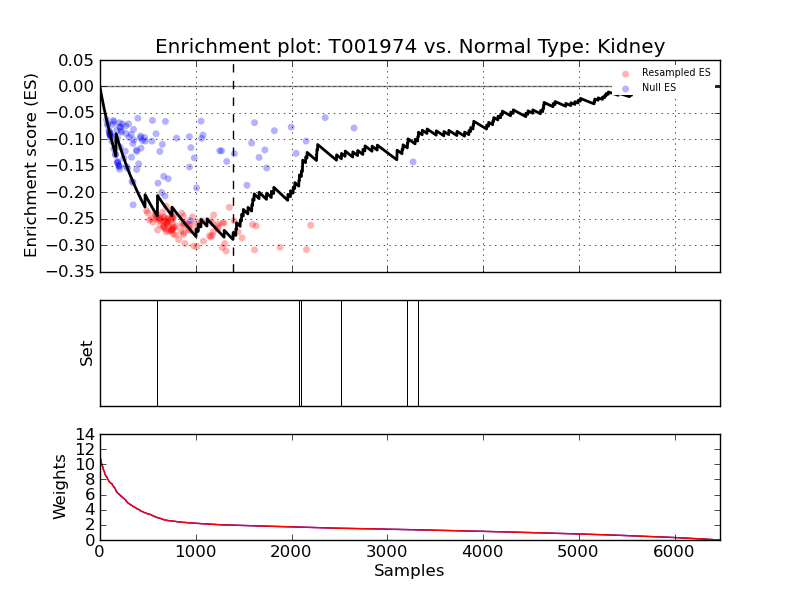 Enrichment plot: T001974 vs. Normal Type: Kidney
0.05
0.00
−0.05
−0.10
−0.15
−0.20
−0.25
−0.30
−0.35
Enrichment score (ES)
Resampled ES
Null ES
Set
14
12
10
8
6
4
2
0
Weights
0 1000 2000 3000 4000 5000 6000
Samples